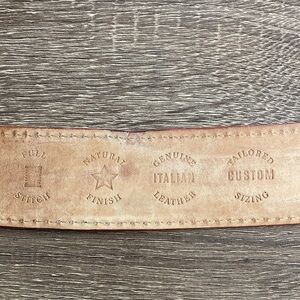 FULL
STITCH
NATURAL
FINISH
GENUINE
ITALIAN
LEATHER
TAILORED
CUSTOM
SIZING